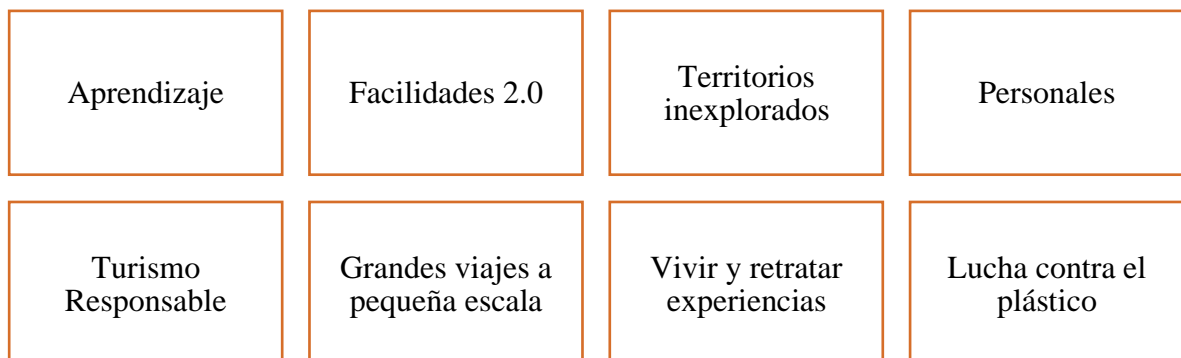 Aprendizaje
Facilidades 2.0
Territorios
inexplorados
Personales
Turismo
Responsable
Grandes viajes a
pequeña escala
Vivir y retratar
experiencias
Lucha contra el
plástico